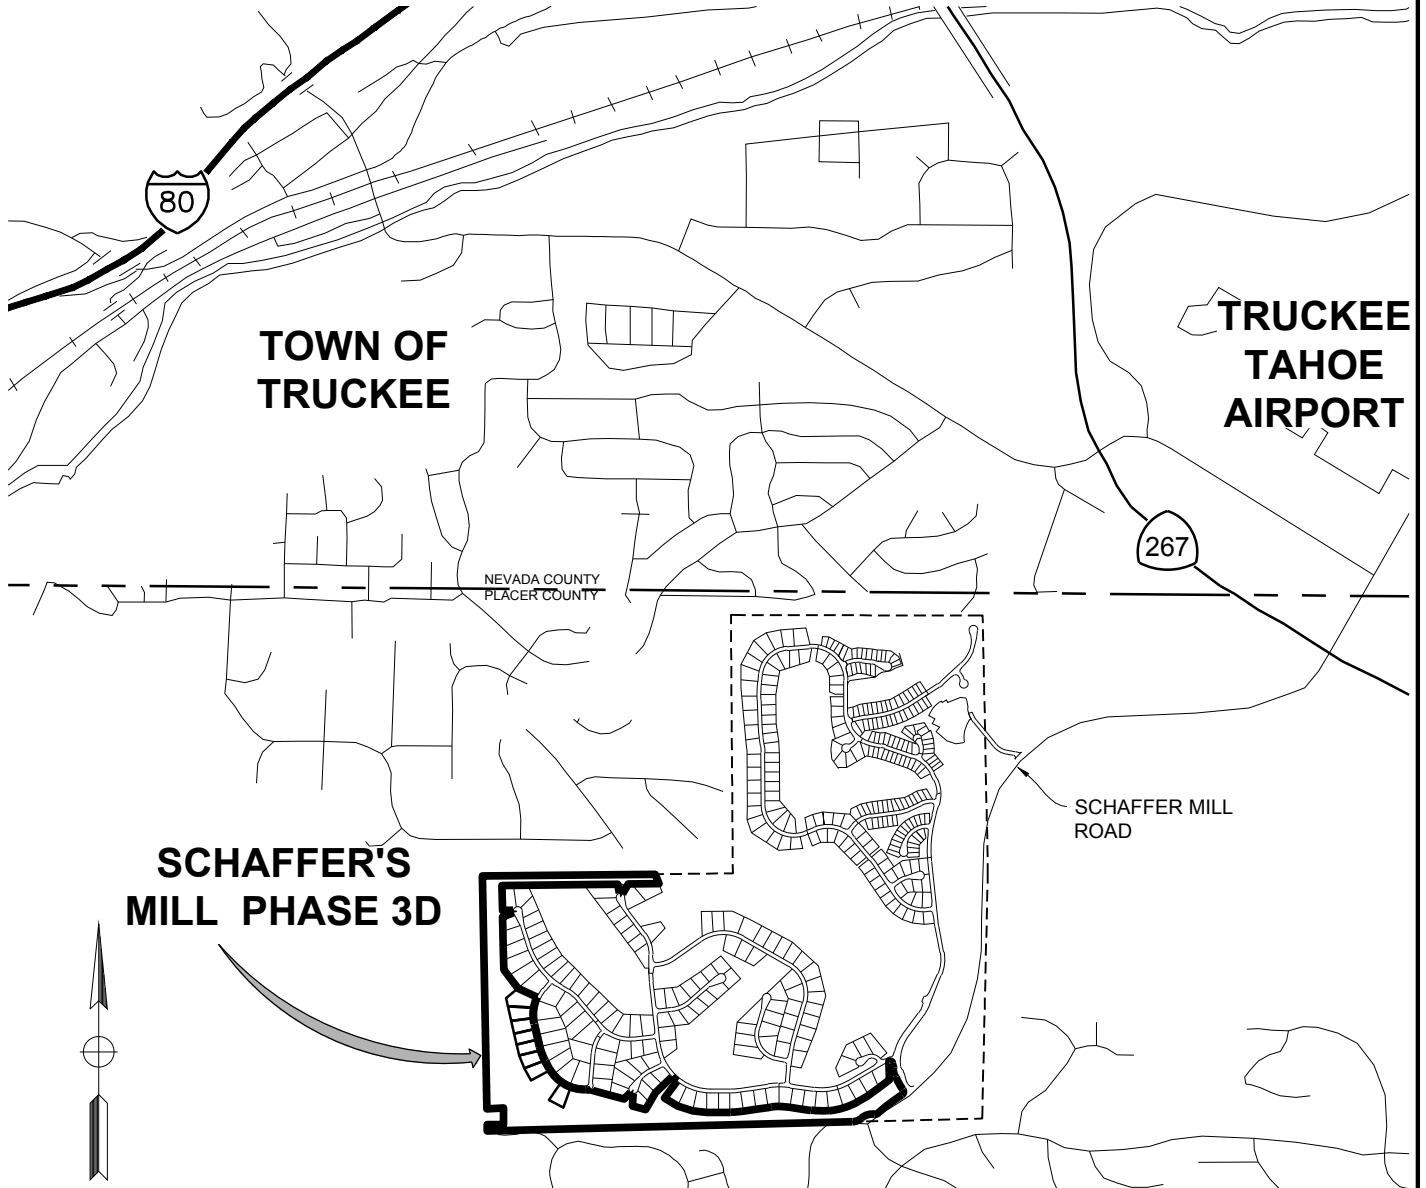 80
TOWN OF
TRUCKEE
TRUCKEE
TAHOE
AIRPORT
267
NEVADA COUNTY
PLACER COUNTY
SCHAFFER MILL
ROAD
SCHAFFER'S
MILL PHASE 3D